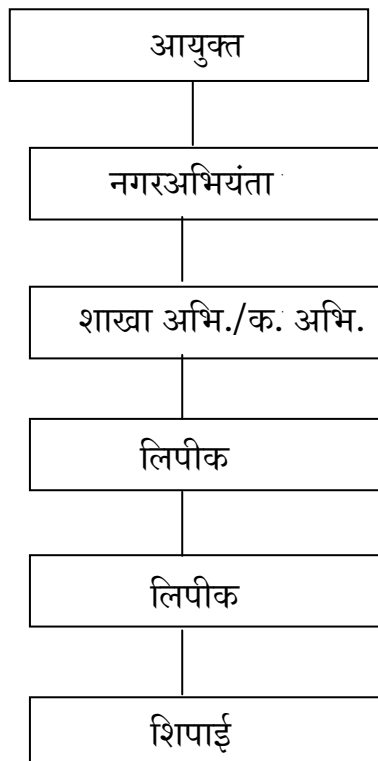 आयुक्त
नगरअभियंता
शाखा अभि./क. अभि.
लिपीक
लिपीक
शिपाई